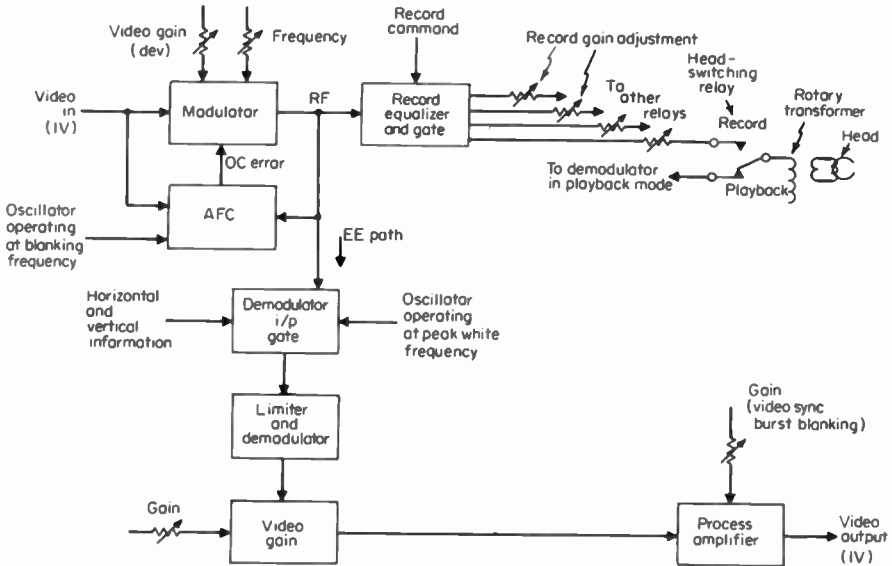 Video gain
(dev)
Frequency
Record
command
Record gain adjustment
Head-
switching
relay
Rotary
transformer
Video
in
(IV)
Modulator
RF
Record
equalizer
and gate
To
other
relays
Record
Head
OC error
To demodulator
in playback mode
Playback
AFC
Oscillator
operating
at blanking
frequency
EE path
Horizontal
and
vertical
information
Demodulator
i/p
gate
Oscillator
operating
at peak white
frequency
Limiter
and
demodulator
Gain
(video sync
burst blanking)
Gain
Video
gain
Process
amplifier
Video
output
(IV)